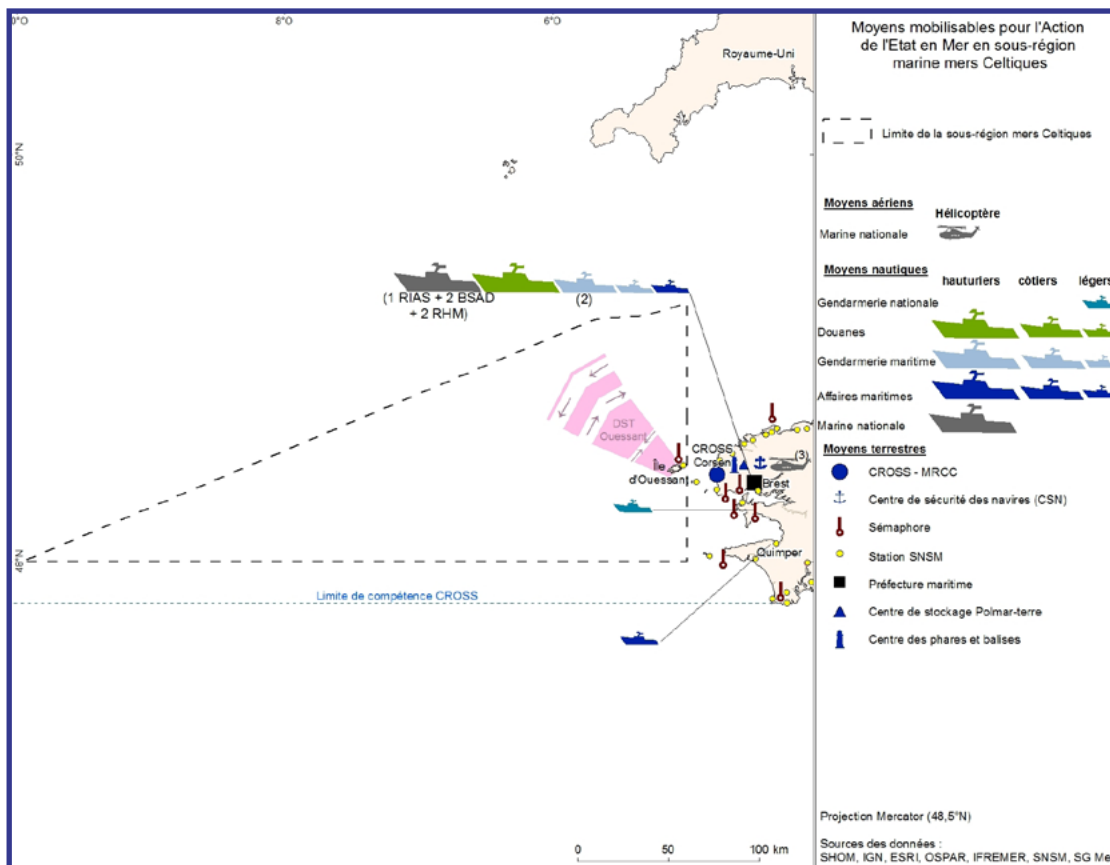 0°O
8°O
6°O
50°N
48°N
Royaume-Uni
(1 RIAS + 2 BSAD
+ 2 RHM)
(2)
DST
Ouessant
CROSS
Corsen
(3)
Île
d'Ouessant
Brest
Quimper
Limite de compétence CROSS
0 50 100 km
Moyens mobilisables pour l'Action
de l'Etat en Mer en sous-région
marine mers Celtiques
Limite de la sous-région mers Celtiques
Moyens aériens
Hélicoptère
Marine nationale
Moyens nautiques
hauturiers côtiers légers
Gendarmerie nationale
Douanes
Gendarmerie maritime
Affaires maritimes
Marine nationale
Moyens terrestres
CROSS - MRCC
Centre de sécurité des navires (CSN)
Sémaphore
Station SNSM
Préfecture maritime
Centre de stockage Polmar-terre
Centre des phares et balises
Projection Mercator (48,5°N)
Sources des données :
SHOM, IGN, ESRI, OSPAR, IFREMER, SNSM, SG Me